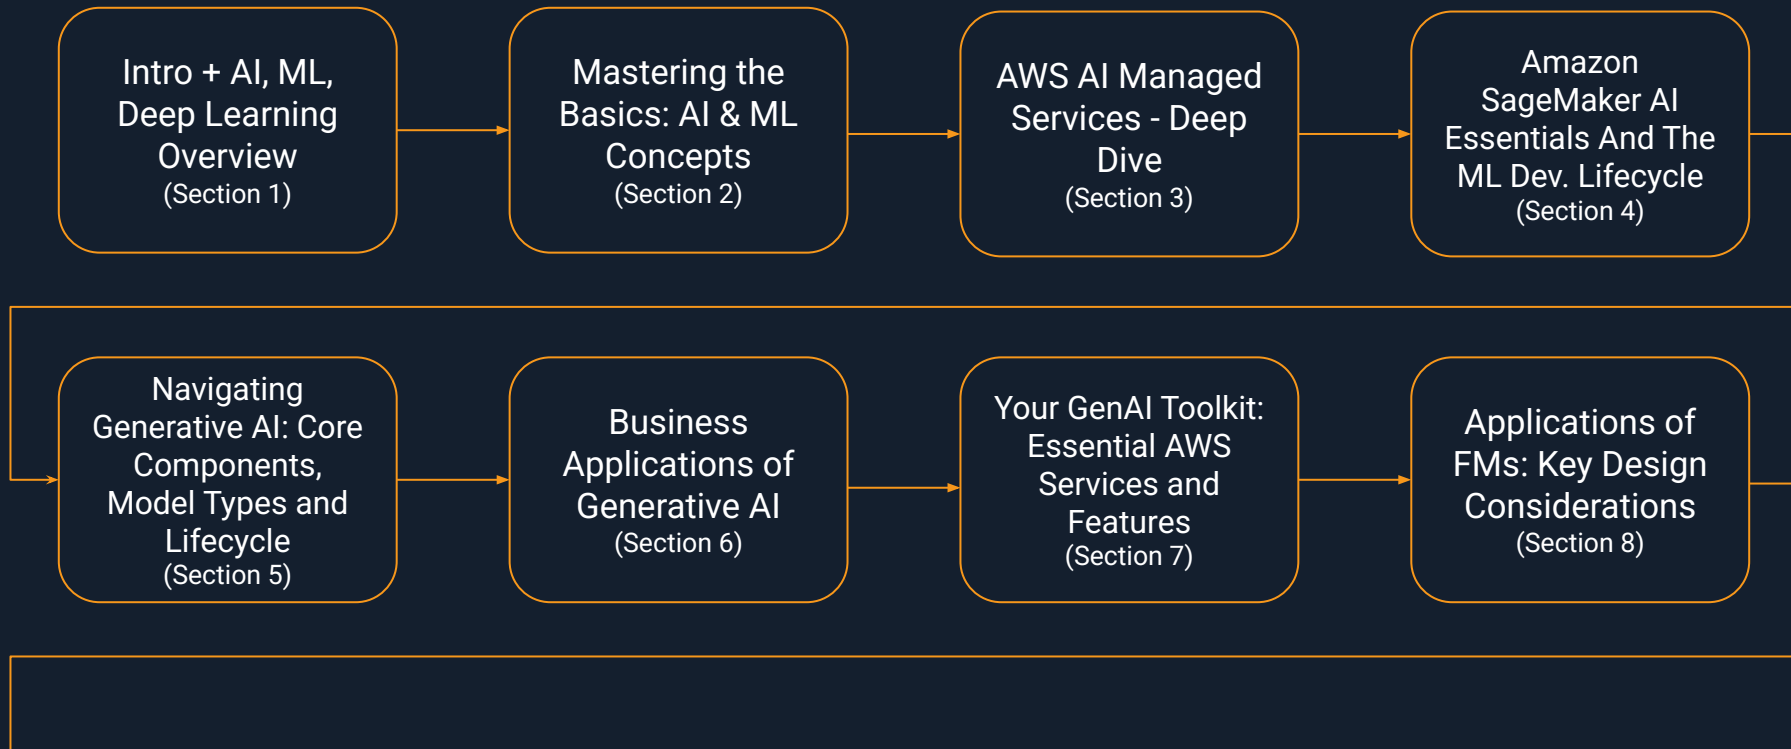 Intro + AI, ML,
Deep Learning
Overview
(Section 1)
Mastering the
Basics: AI & ML
Concepts
(Section 2)
AWS AI Managed
Services - Deep
Dive
(Section 3)
Amazon
SageMaker AI
Essentials And The
ML Dev. Lifecycle
(Section 4)
Navigating
Generative AI: Core
Components,
Model Types and
Lifecycle
(Section 5)
Business
Applications of
Generative AI
(Section 6)
Your GenAI Toolkit:
Essential AWS
Services and
Features
(Section 7)
Applications of
FMs: Key Design
Considerations
(Section 8)